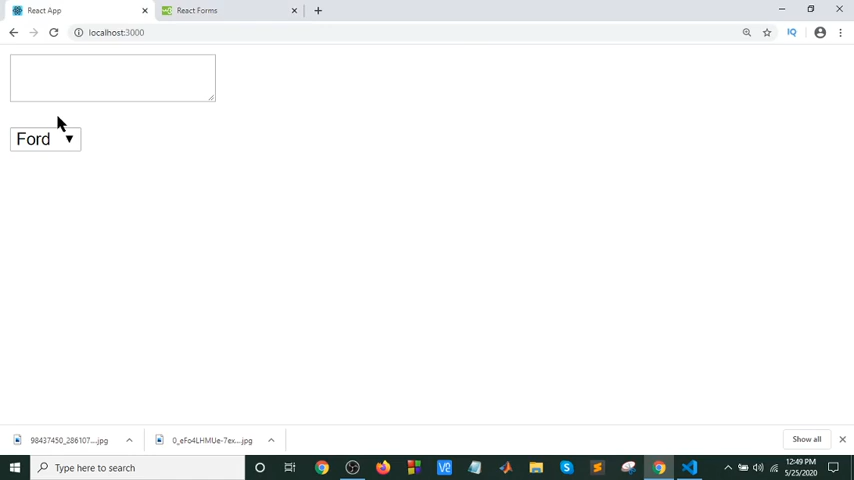 React App
React Forms
localhost:3000
IQ
Ford
98437450_286107....jpg
0_eFo4LHMUe-7ex....jpg
Show all
Type here to search
12:49 PM
5/25/2020